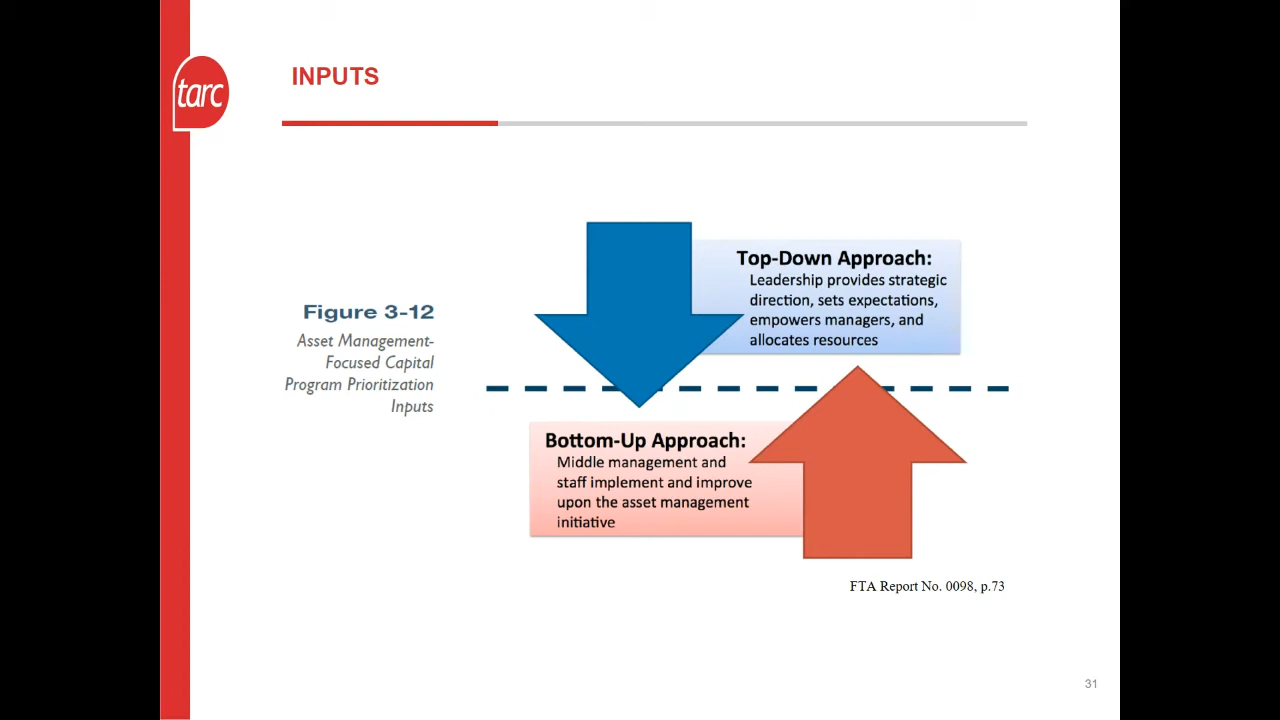 tarc
INPUTS
Figure 3-12
Asset Management-
Focused Capital
Program Prioritization
Inputs
Top-Down Approach:
Leadership provides strategic
direction, sets expectations,
empowers managers, and
allocates resources
Bottom-Up Approach:
Middle management and
staff implement and improve
upon the asset management
initiative
FTA Report No. 0098, p.73
31